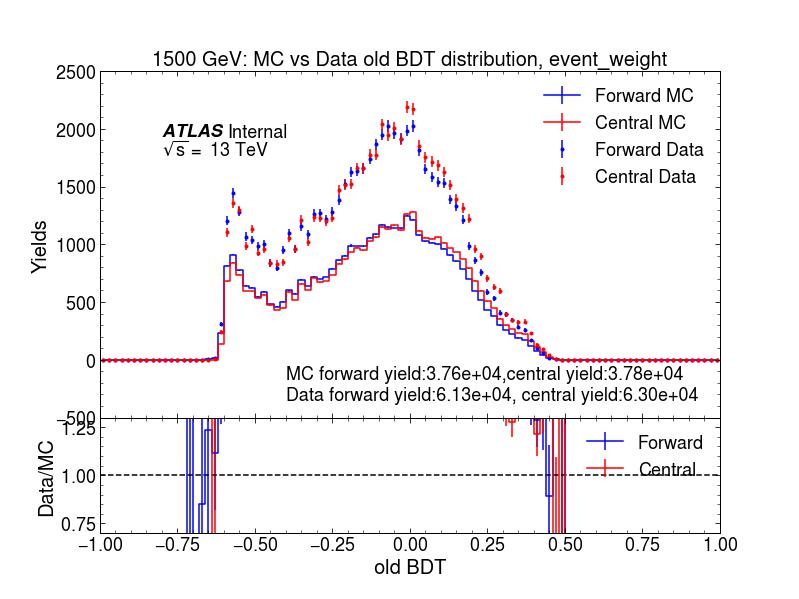 1500 GeV: MC vs Data old BDT distribution, event_weight
2500
2000
1500
1000
500
0
−500
Yields
ATLAS Internal
√s = 13 TeV
Forward MC
Central MC
Forward Data
Central Data
MC forward yield:3.76e+04,central yield:3.78e+04
Data forward yield:6.13e+04, central yield:6.30e+04
1.25
1.00
0.75
Data/MC
Forward
Central
−1.00 −0.75 −0.50 −0.25 0.00 0.25 0.50 0.75 1.00
old BDT